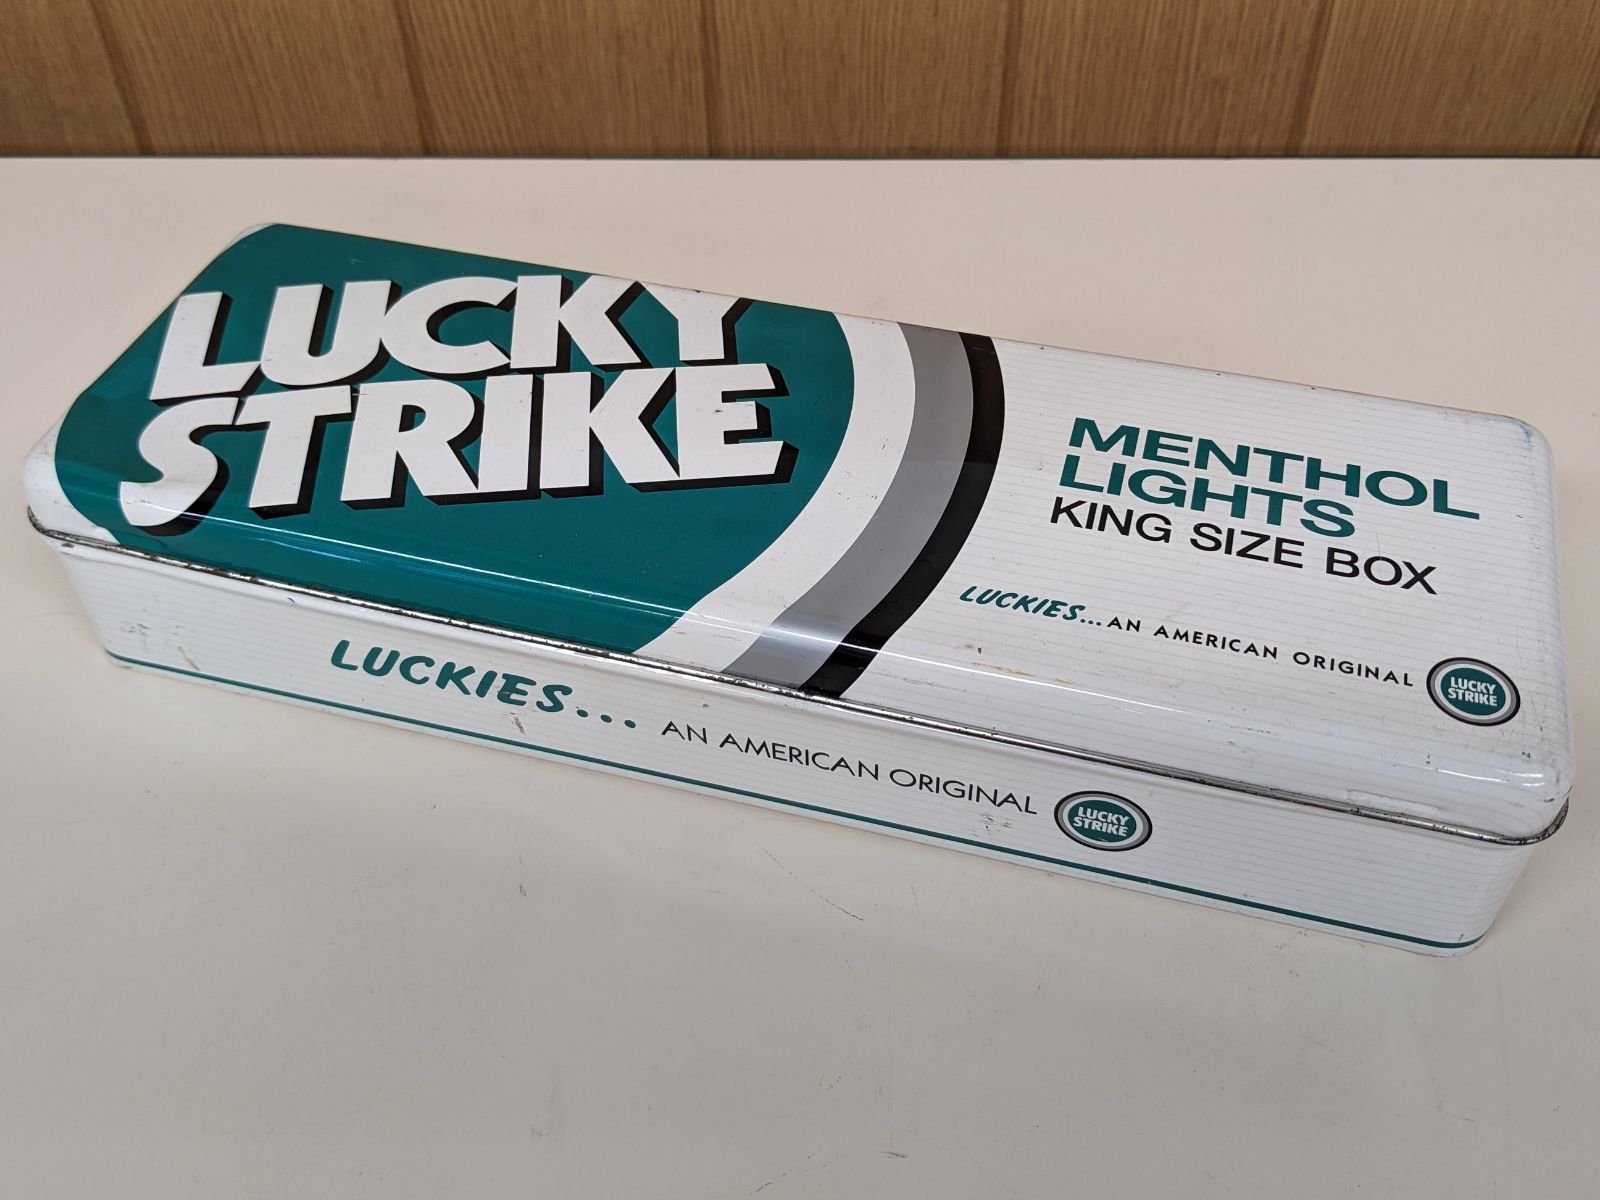 LUCKY
STRIKE
MENTHOL
LIGHTS
KING SIZE BOX
LUCKIES...AN AMERICAN ORIGINAL
LUCKY
STRIKE
LUCKIES... AN AMERICAN ORIGINAL
LUCKY
STRIKE